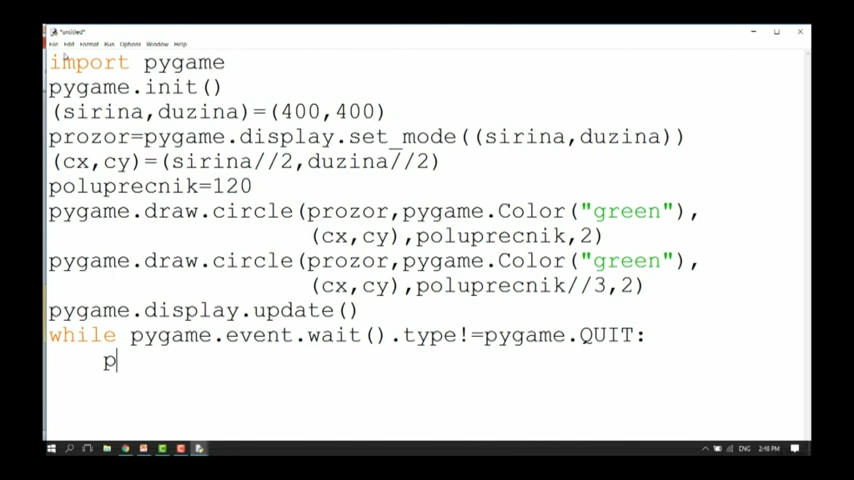 *untitled*
File Edit Format Run Options Window Help
import pygame
pygame.init()
(sirina,duzina)=(400,400)
prozor=pygame.display.set_mode((sirina,duzina))
(cx,cy)=(sirina//2,duzina//2)
poluprecnik=120
pygame.draw.circle(prozor,pygame.Color("green"),
(cx,cy),poluprecnik,2)
pygame.draw.circle(prozor,pygame.Color("green"),
(cx,cy),poluprecnik//3,2)
pygame.display.update()
while pygame.event.wait().type!=pygame.QUIT:
p
ENG 2:48 PM